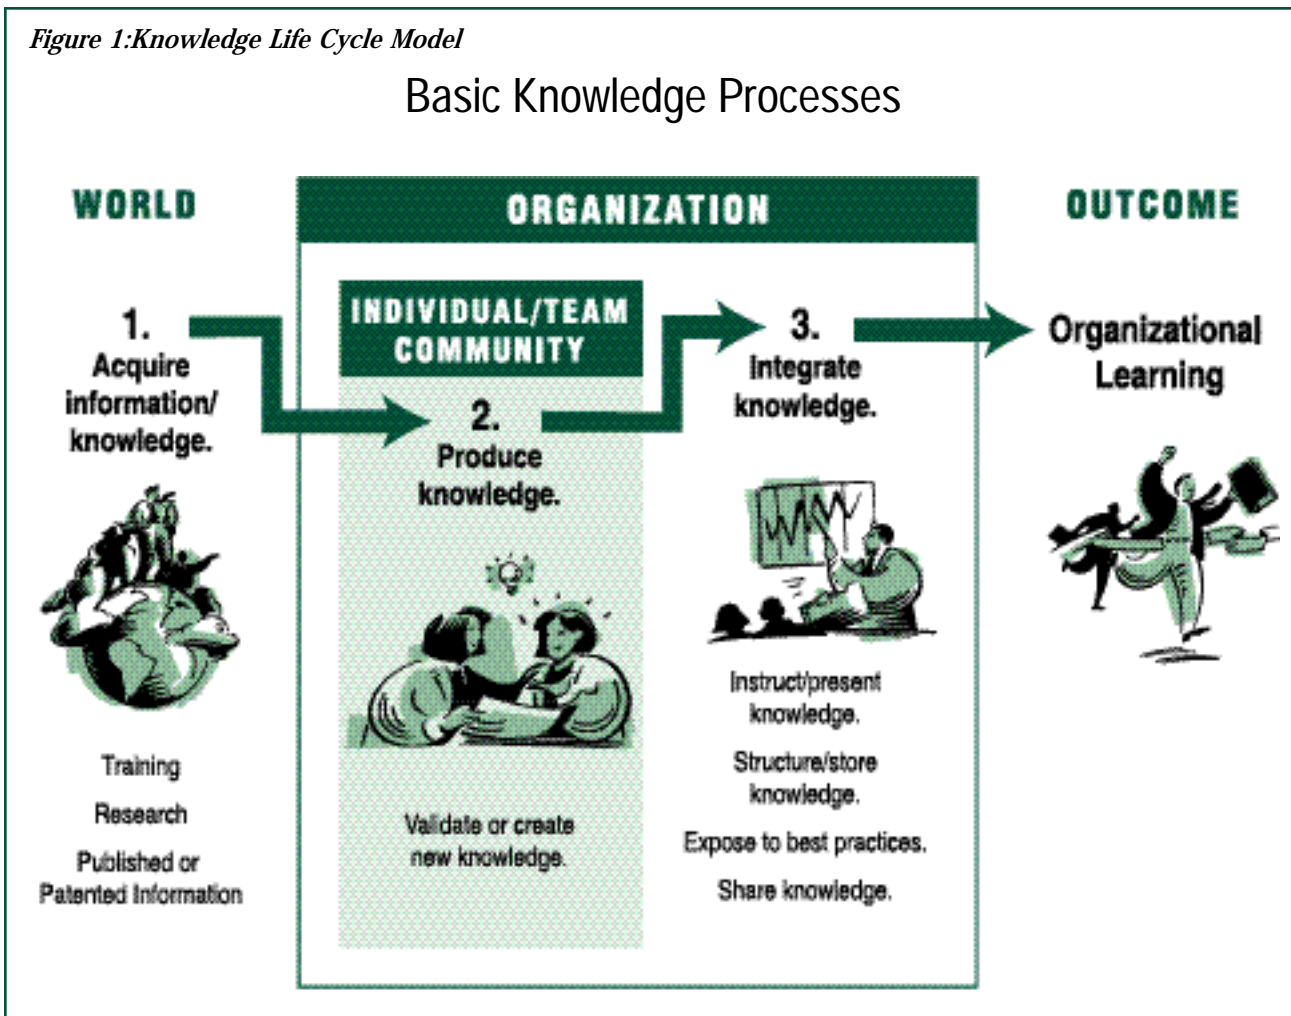 Figure 1:Knowledge Life Cycle Model
Basic Knowledge Processes
WORLD
1.
Acquire
information/
knowledge.
Training
Research
Published or
Patented Information
ORGANIZATION
INDIVIDUAL/TEAM
COMMUNITY
2.
Produce
knowledge.
Validate or create
new knowledge.
3.
Integrate
knowledge.
Instruct/present
knowledge.
Structure/store
knowledge.
Expose to best practices.
Share knowledge.
OUTCOME
Organizational
Learning